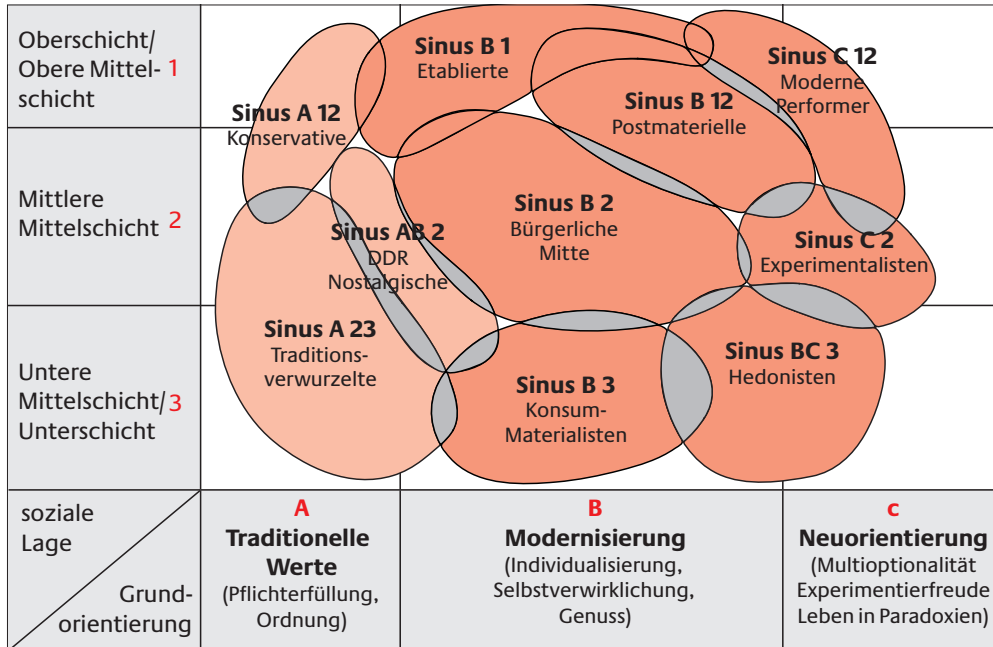 Oberschicht/
Obere Mittel- 1
schicht
Mittlere
Mittelschicht 2
Untere
Mittelschicht/ 3
Unterschicht
Sinus A 12
Konservative
Sinus B 1
Etablierte
Sinus B 12
Postmaterielle
Sinus C 12
Moderne
Performer
Sinus AB 2
DDR
Nostalgische
Sinus B 2
Bürgerliche
Mitte
Sinus C 2
Experimentalisten
Sinus A 23
Traditions-
verwurzelte
Sinus B 3
Konsum-
Materialisten
Sinus BC 3
Hedonisten
soziale
Lage
Grund-
orientierung
A
Traditionelle
Werte
(Pflichterfüllung,
Ordnung)
B
Modernisierung
(Individualisierung,
Selbstverwirklichung,
Genuss)
c
Neuorientierung
(Multioptionalität
Experimentierfreude
Leben in Paradoxien)